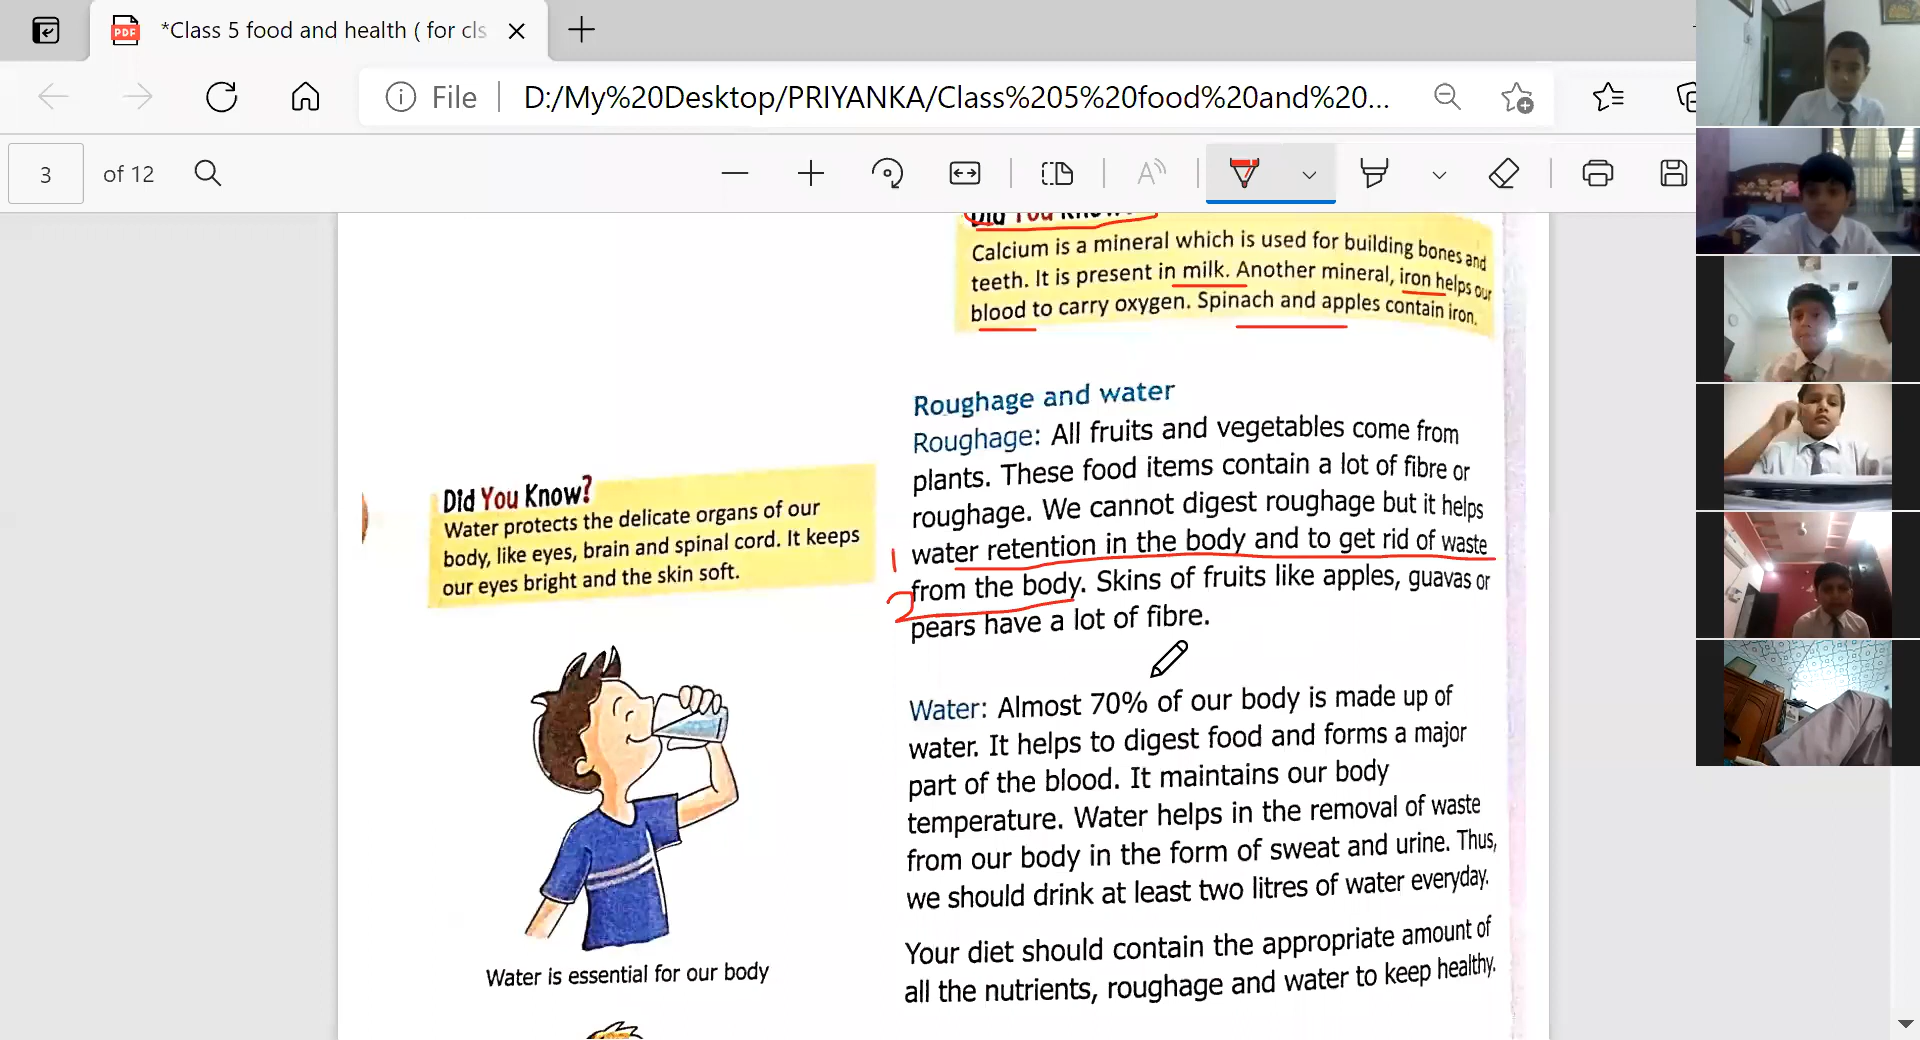 *Class 5 food and health ( for cls
File
D:/My%20Desktop/PRIYANKA/Class%205%20food%20and%20...
3 of 12
Did You Know?
Calcium is a mineral which is used for building bones and
teeth. It is present in milk. Another mineral, iron helps our
blood to carry oxygen. Spinach and apples contain iron.
Roughage and water
Roughage: All fruits and vegetables come from
plants. These food items contain a lot of fibre or
roughage. We cannot digest roughage but it helps
1 water retention in the body and to get rid of waste
2 from the body. Skins of fruits like apples, guavas or
pears have a lot of fibre.
Did You Know?
Water protects the delicate organs of our
body, like eyes, brain and spinal cord. It keeps
our eyes bright and the skin soft.
Water is essential for our body
Water: Almost 70% of our body is made up of
water. It helps to digest food and forms a major
part of the blood. It maintains our body
temperature. Water helps in the removal of waste
from our body in the form of sweat and urine. Thus,
we should drink at least two litres of water everyday.
Your diet should contain the appropriate amount of
all the nutrients, roughage and water to keep healthy.